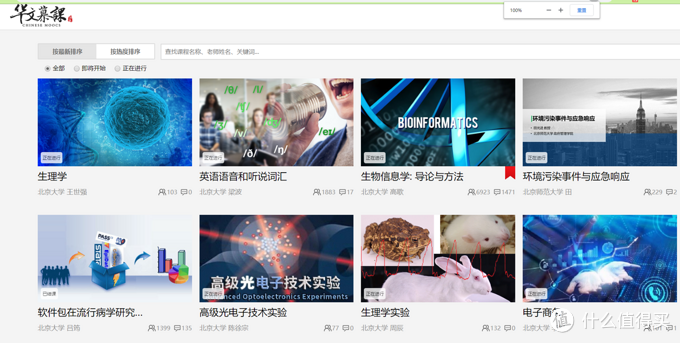 华文慕課
CHINESE MOOCS
100%
重置
按最新排序
按热度排序
查找课程名称、老师姓名、关键词...
全部
即将开始
正在进行
/θ/
/i/
/ʒ/
/v/
/ð/
/ŋ/
BIOINFORMATICS
环境污染事件与应急响应
正在进行
正在进行
正在进行
正在进行
生理学
英语语音和听说词汇
生物信息学: 导论与方法
环境污染事件与应急响应
北京大学 王世强
103
0
北京大学 梁波
1883
17
北京大学 高歌
6923
1471
北京师范大学 田
229
2
PASW
Stat
高级光电子技术实验
Advanced Optoelectronics Experiments
已结课
正在进行
正在进行
正在进行
软件包在流行病学研究...
高级光电子技术实验
生理学实验
电子商务
北京大学 吕筠
1399
135
北京大学 陈徐宗
77
0
北京大学 周辰
132
0
北京大学
1
值 什么值得买